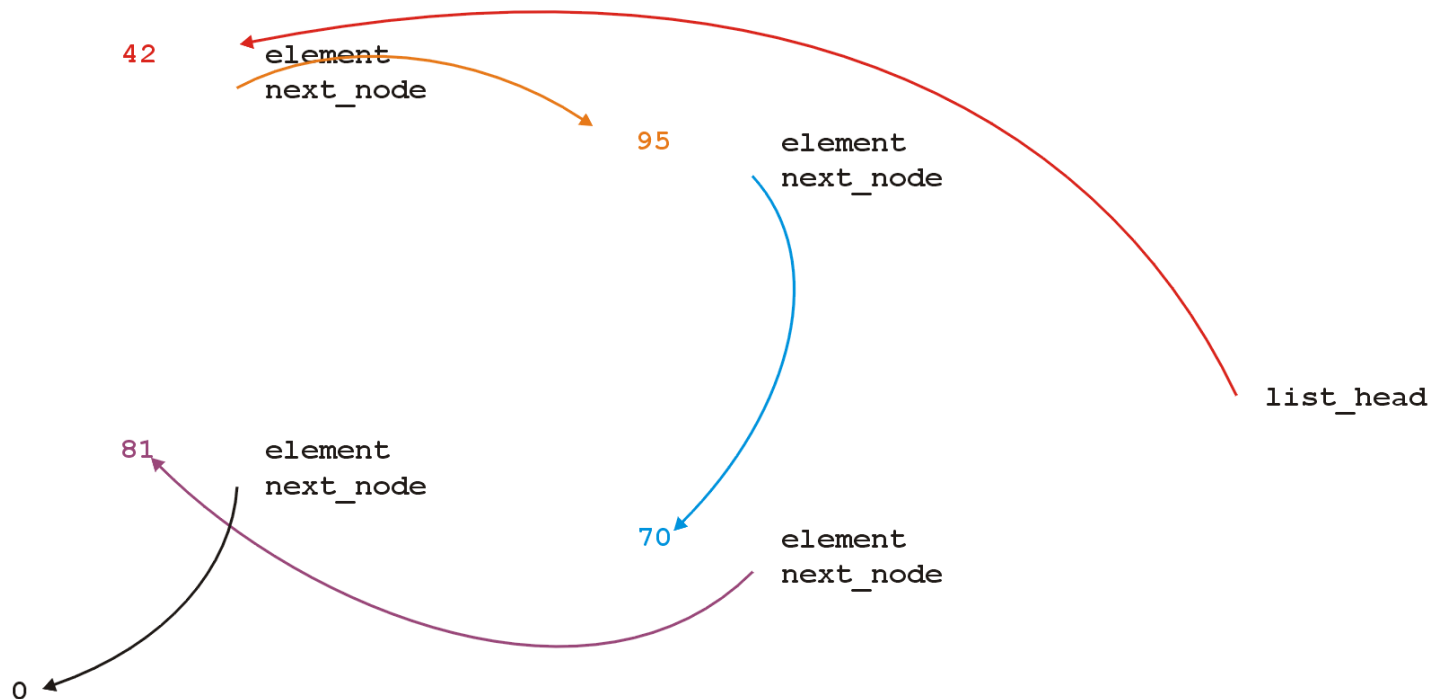 42 element
next_node
95 element
next_node
list_head
81 element
next_node
70 element
next_node
0